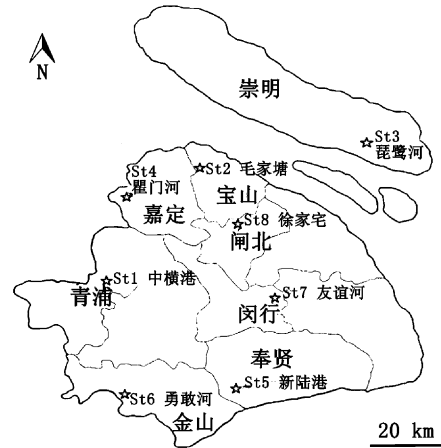 N
崇明
St3
琵鹭河
St4
瞿门河
St2 毛家塘
宝山
嘉定
St8 徐家宅
闸北
St1 中横港
青浦
St7 友谊河
闵行
奉贤
St5 新陆港
St6 勇敢河
金山
20 km